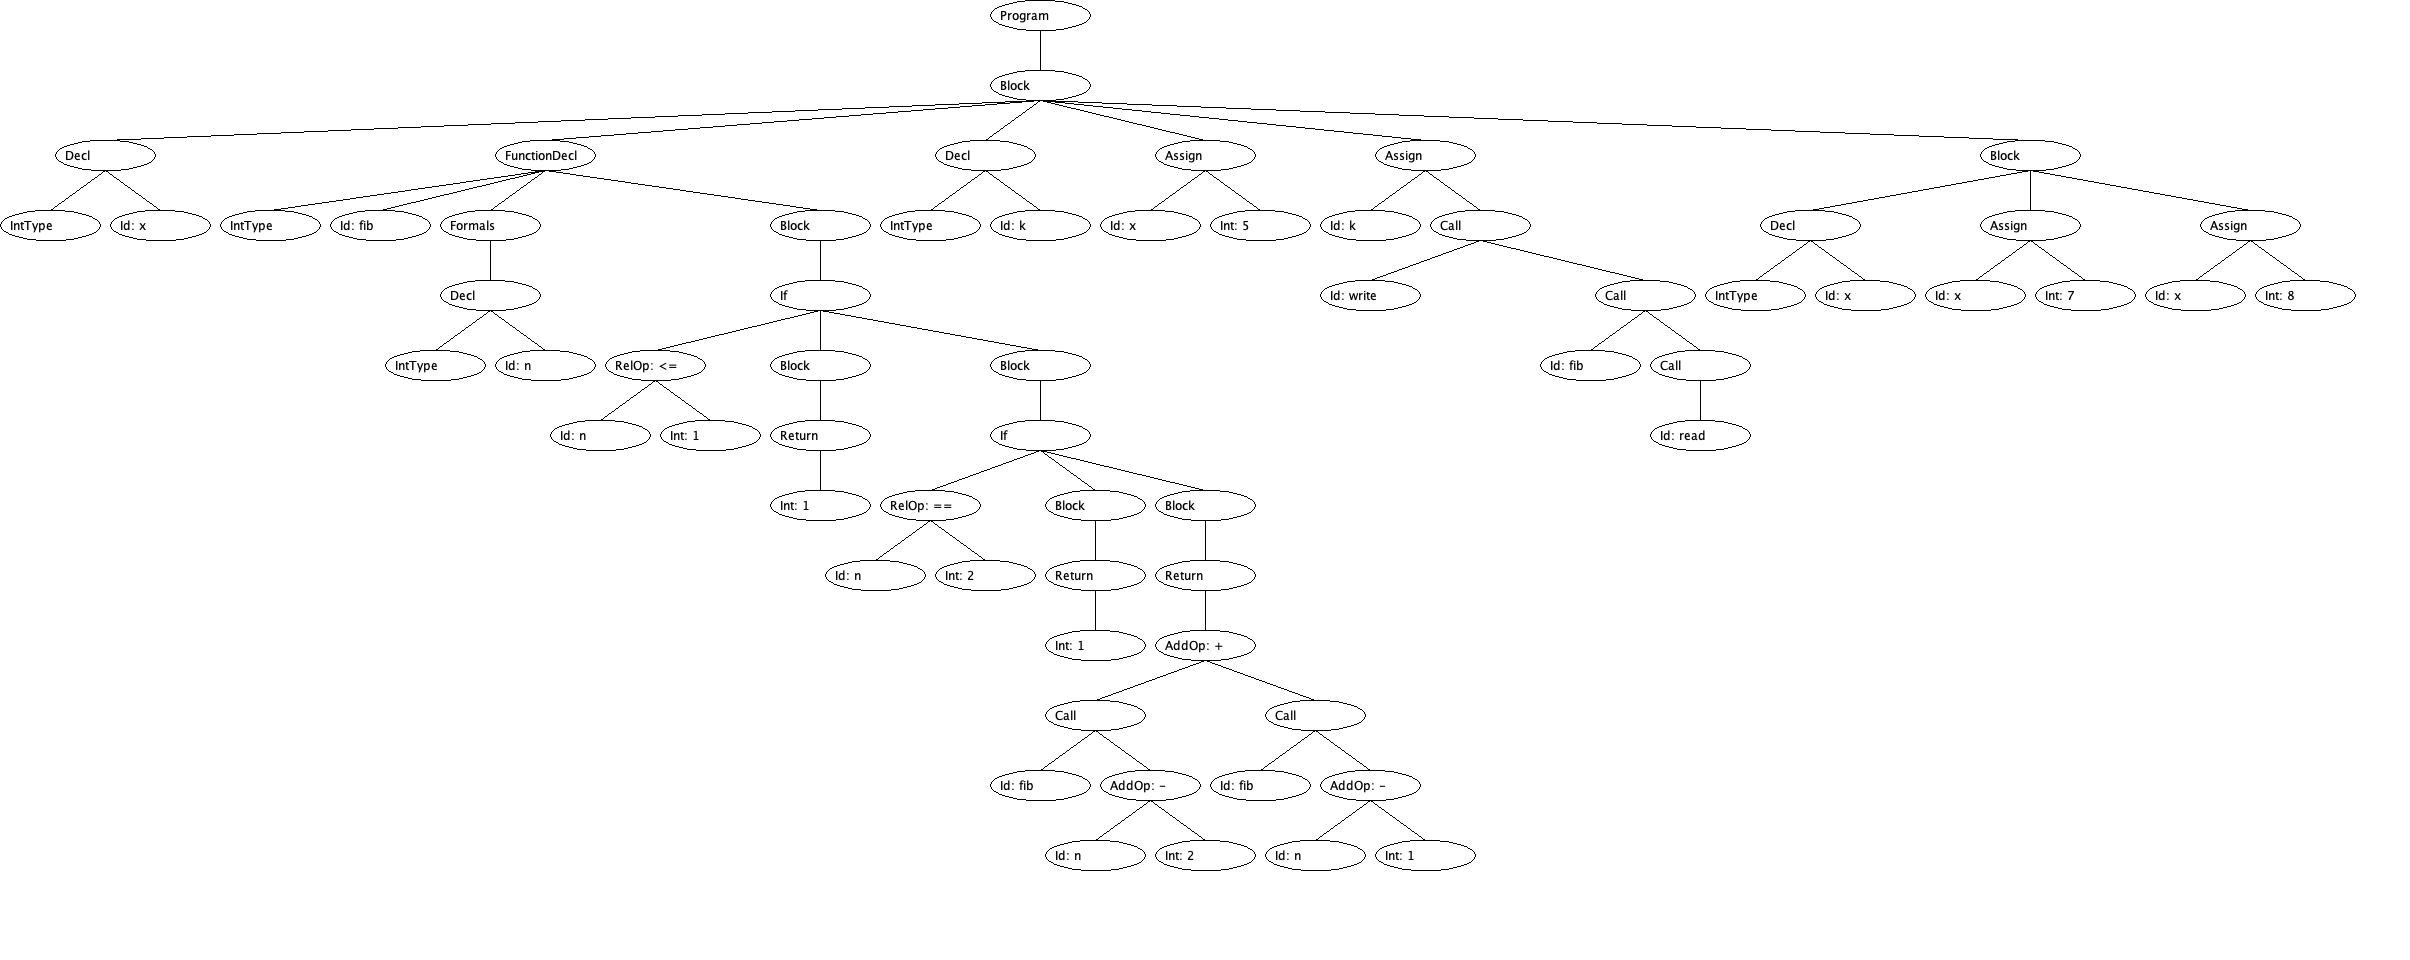 Program
Block
Decl FunctionDecl Decl Assign Assign Block
IntType Id: x IntType Id: fib Formals Block IntType Id: k Id: x Int: 5 Id: k Call Decl Assign Assign
Decl If Id: write Call IntType Id: x Id: x Int: 7 Id: x Int: 8
IntType Id: n RelOp: <= Block Block Id: fib Call
Id: n Int: 1 Return If Id: read
Int: 1 RelOp: == Block Block
Id: n Int: 2 Return Return
Int: 1 AddOp: +
Call Call
Id: fib AddOp: - Id: fib AddOp: -
Id: n Int: 2 Id: n Int: 1